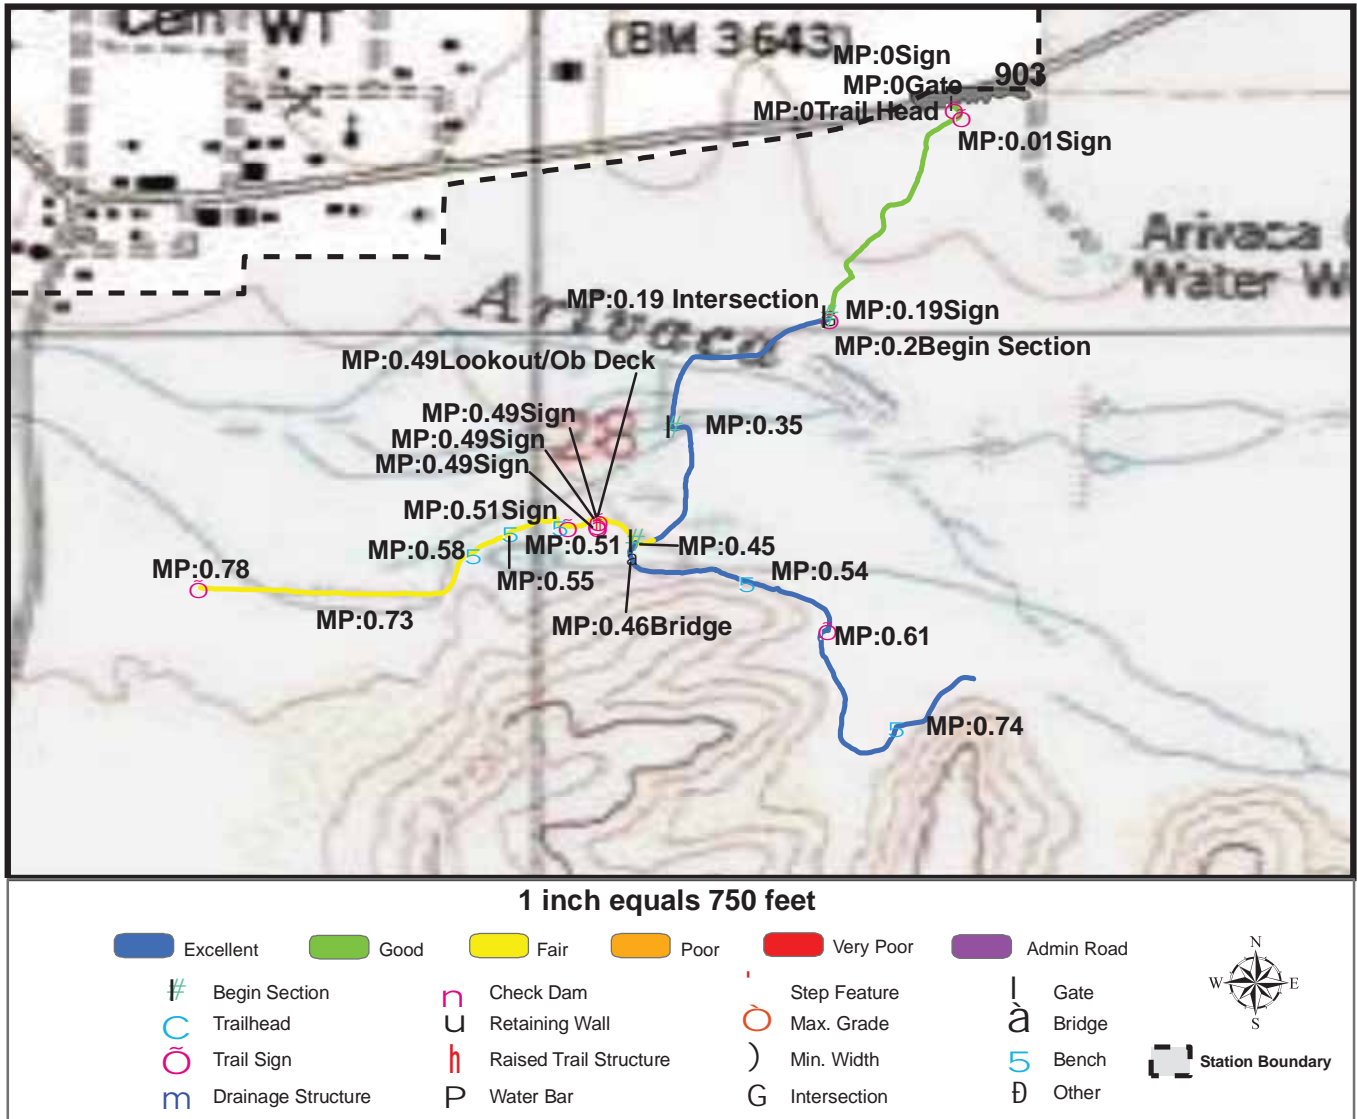 Cem WT
(BM 3643)
MP:0Sign
903
MP:0Gate
MP:0Trail Head
MP:0.01Sign
Arivaca
Water W
Arivaca
MP:0.19 Intersection
MP:0.19Sign
MP:0.2Begin Section
MP:0.49Lookout/Ob Deck
MP:0.49Sign
MP:0.35
28
MP:0.49Sign
MP:0.49Sign
MP:0.51Sign
MP:0.58
MP:0.51
MP:0.45
MP:0.78
MP:0.55
MP:0.54
MP:0.73
MP:0.46Bridge
MP:0.61
MP:0.74
1 inch equals 750 feet
Excellent Good Fair Poor Very Poor Admin Road
# Begin Section
n Check Dam
' Step Feature
| Gate
C Trailhead
u Retaining Wall
Ò Max. Grade
à Bridge
Õ Trail Sign
h Raised Trail Structure
) Min. Width
5 Bench
m Drainage Structure
P Water Bar
G Intersection
Ð Other
N
W E
S
Station Boundary